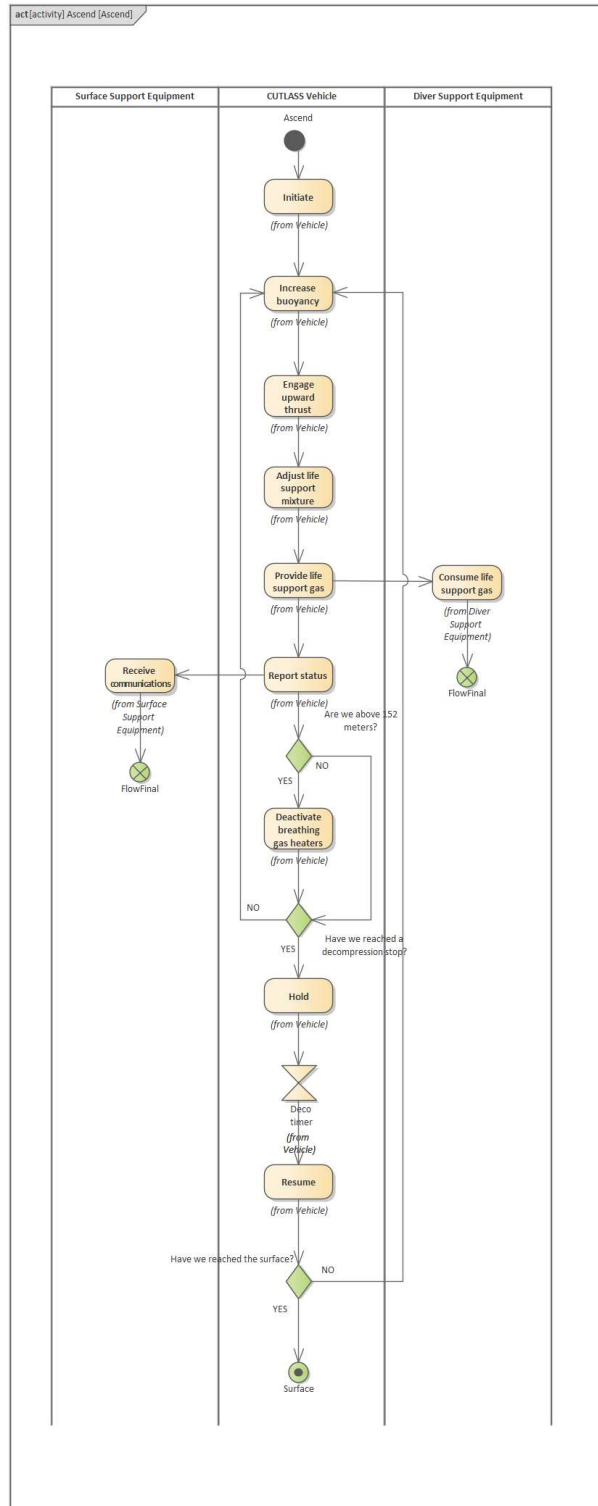 act [activity] Ascend [Ascend]
Surface Support Equipment
CUTLASS Vehicle
Diver Support Equipment
Ascend
Initiate
(from Vehicle)
Increase
buoyancy
(from Vehicle)
Engage
upward
thrust
(from Vehicle)
Adjust life
support
mixture
(from Vehicle)
Provide life
support gas
(from Vehicle)
Consume life
support gas
(from Diver
Support
Equipment)
FlowFinal
Report status
(from Vehicle)
Receive
communications
(from Surface
Support
Equipment)
FlowFinal
Are we above 152
meters?
NO
YES
Deactivate
breathing
gas heaters
(from Vehicle)
NO
Have we reached a
decompression stop?
YES
Hold
(from Vehicle)
Deco
timer
(from
Vehicle)
Resume
(from Vehicle)
Have we reached the surface?
NO
YES
Surface